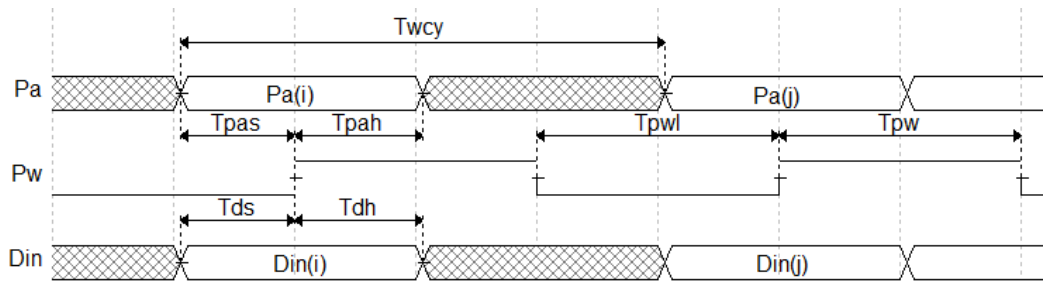 Twcy
Pa Pa(i) Pa(j)
Tpas Tpah Tpwl Tpw
Pw
Tds Tdh
Din Din(i) Din(j)